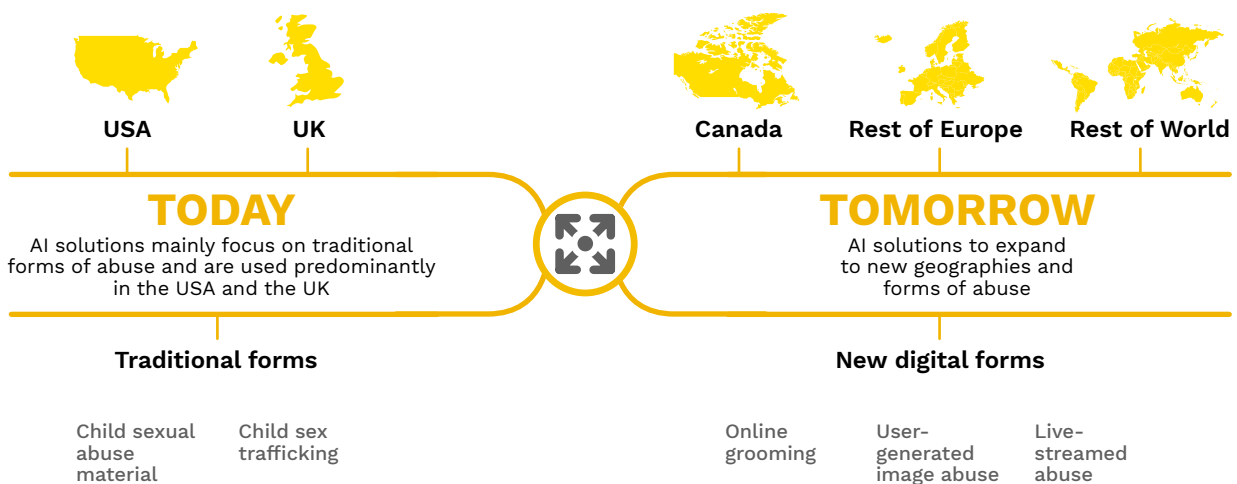 USA
UK
Canada
Rest of Europe
Rest of World
TODAY
AI solutions mainly focus on traditional
forms of abuse and are used predominantly
in the USA and the UK
TOMORROW
AI solutions to expand
to new geographies and
forms of abuse
Traditional forms
New digital forms
Child sexual
abuse
material
Child sex
trafficking
Online
grooming
User-
generated
image abuse
Live-
streamed
abuse